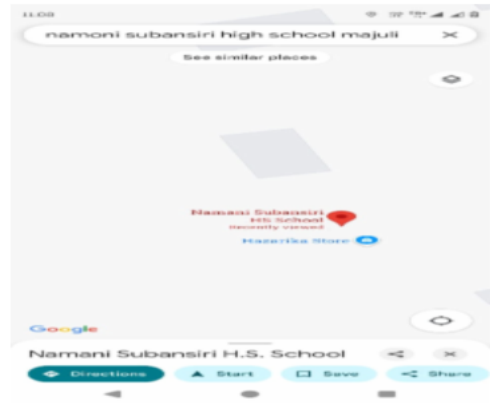 11:09
namoni subansiri high school majuli
See similar places
Namani Subansiri
HS School
Recently viewed
Hazarika Store
Google
Namani Subansiri H.S. School
Directions
Start
Save
Share